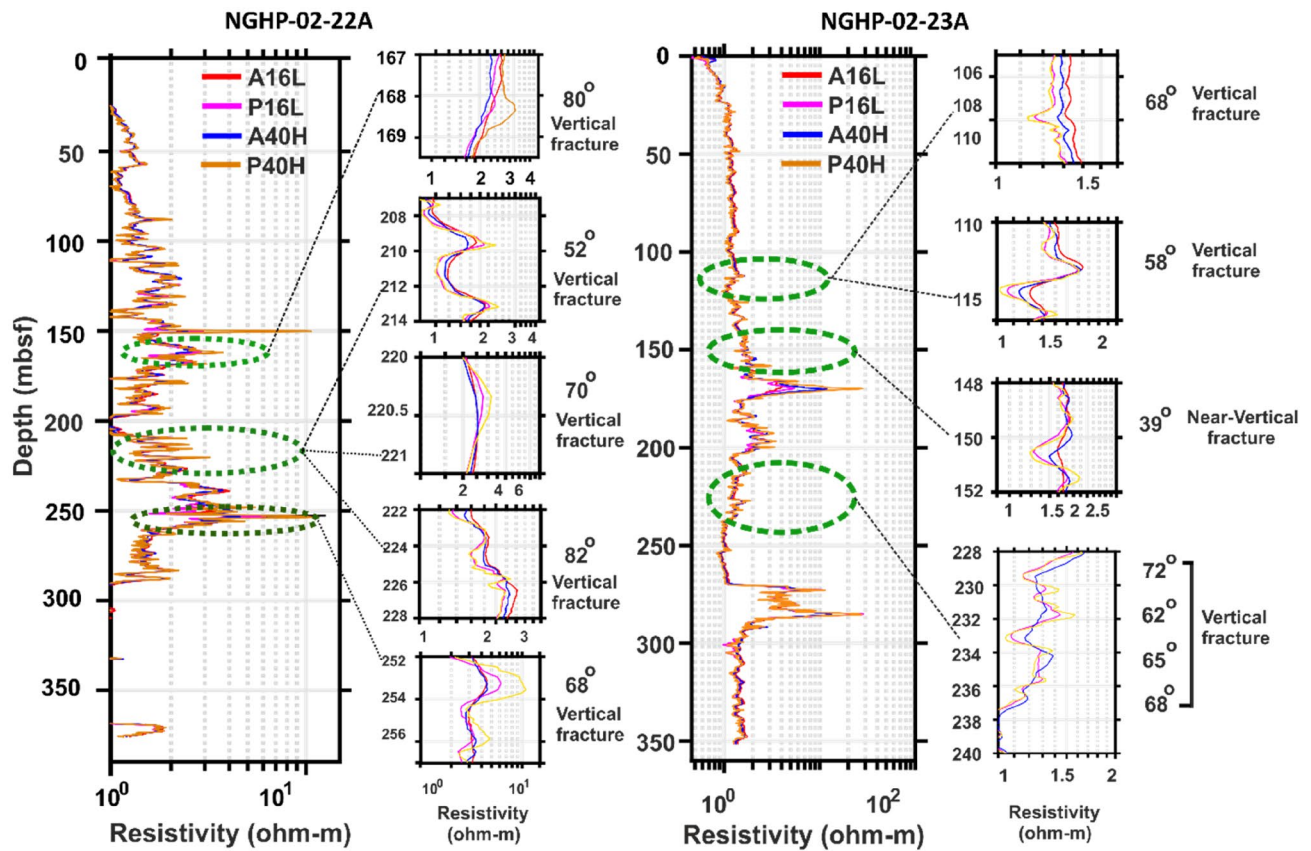 NGHP-02-22A
NGHP-02-23A
Depth (mbsf)
0
50
100
150
200
250
300
350
A16L
P16L
A40H
P40H
10⁰
10¹
Resistivity (ohm-m)
167
168
169
1 2 3 4
80°
Vertical
fracture
208
210
212
214
1 2 3 4
52°
Vertical
fracture
220
220.5
221
2 4 6
70°
Vertical
fracture
222
224
226
228
1 2 3
82°
Vertical
fracture
252
254
256
10⁰ 10¹
68°
Vertical
fracture
Resistivity
(ohm-m)
0
50
100
150
200
250
300
350
A16L
P16L
A40H
P40H
10⁰
10²
Resistivity (ohm-m)
106
108
110
1 1.5
68° Vertical
fracture
110
115
1 1.5 2
58° Vertical
fracture
148
150
152
1 1.5 2 2.5
39° Near-Vertical
fracture
228
230
232
234
236
238
240
1 1.5 2
72°
62°
65°
68°
Vertical
fracture
Resistivity
(ohm-m)